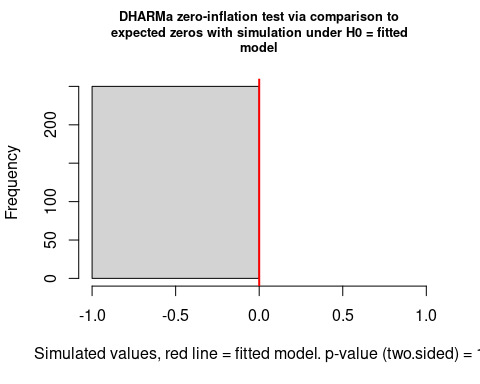 DHARMa zero-inflation test via comparison to
expected zeros with simulation under H0 = fitted
model
Frequency
200
100
50
0
-1.0 -0.5 0.0 0.5 1.0
Simulated values, red line = fitted model. p-value (two.sided) =